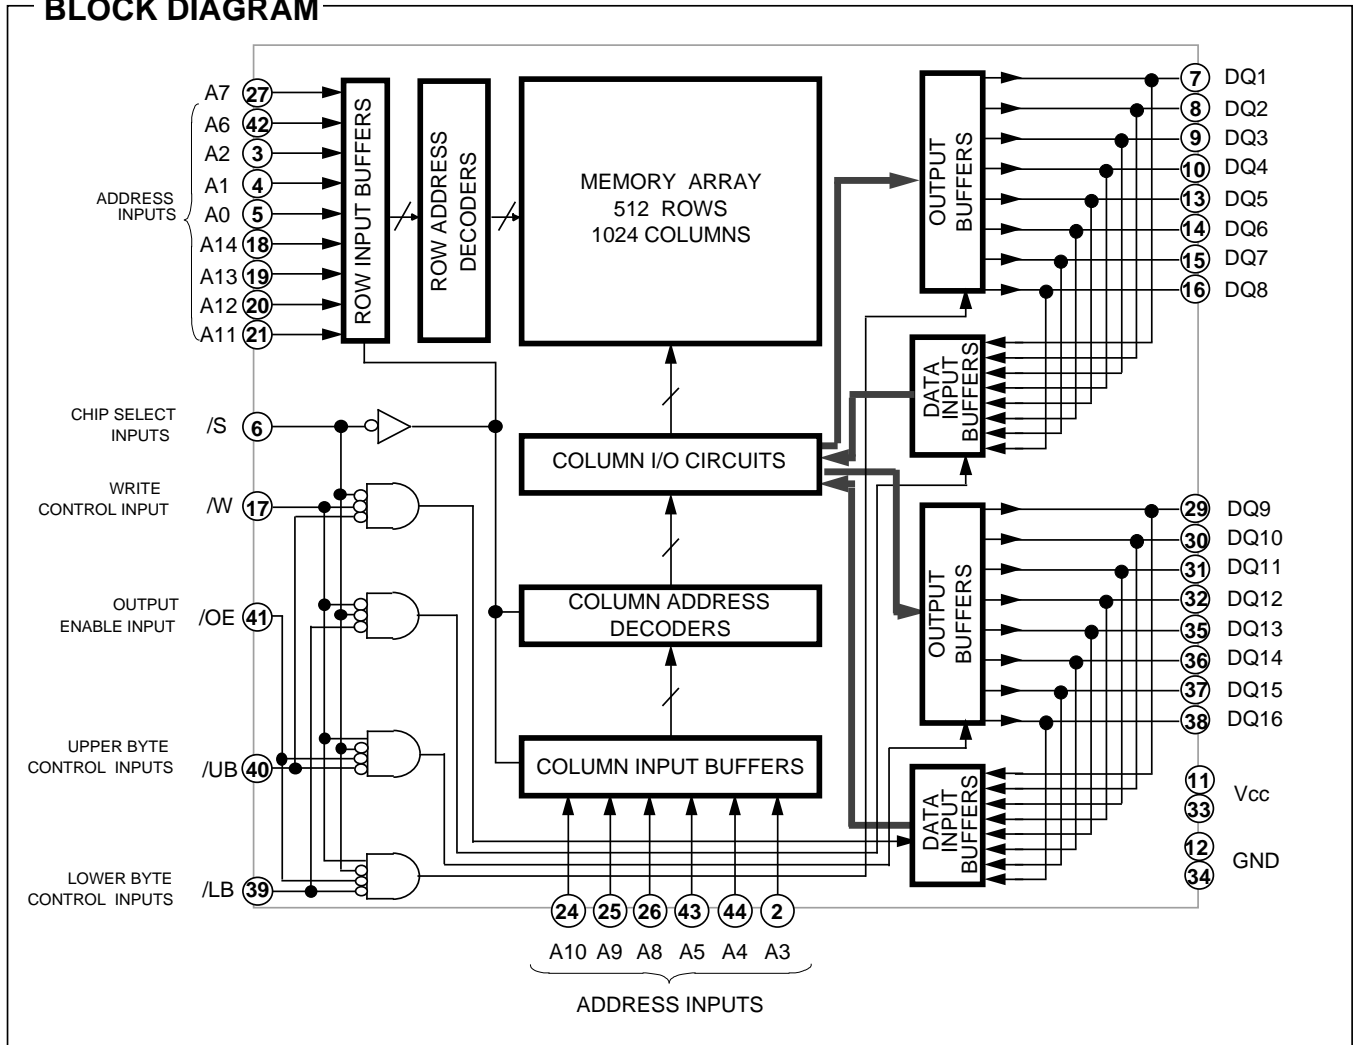 BLOCK DIAGRAM
A7 27
A6 42
A2 3
A1 4
A0 5
A14 18
A13 19
A12 20
A11 21
ADDRESS
INPUTS
ROW INPUT BUFFERS
ROW ADDRESS
DECODERS
MEMORY ARRAY
512 ROWS
1024 COLUMNS
OUTPUT
BUFFERS
7 DQ1
8 DQ2
9 DQ3
10 DQ4
13 DQ5
14 DQ6
15 DQ7
16 DQ8
DATA
INPUT
BUFFERS
CHIP SELECT
INPUTS
/S 6
WRITE
CONTROL INPUT
/W 17
OUTPUT
ENABLE INPUT
/OE 41
UPPER BYTE
CONTROL INPUTS
/UB 40
LOWER BYTE
CONTROL INPUTS
/LB 39
COLUMN I/O CIRCUITS
COLUMN ADDRESS
DECODERS
COLUMN INPUT BUFFERS
OUTPUT
BUFFERS
29 DQ9
30 DQ10
31 DQ11
32 DQ12
35 DQ13
36 DQ14
37 DQ15
38 DQ16
DATA
INPUT
BUFFERS
11
33
Vcc
12
34
GND
24 25 26 43 44 2
A10 A9 A8 A5 A4 A3
ADDRESS INPUTS